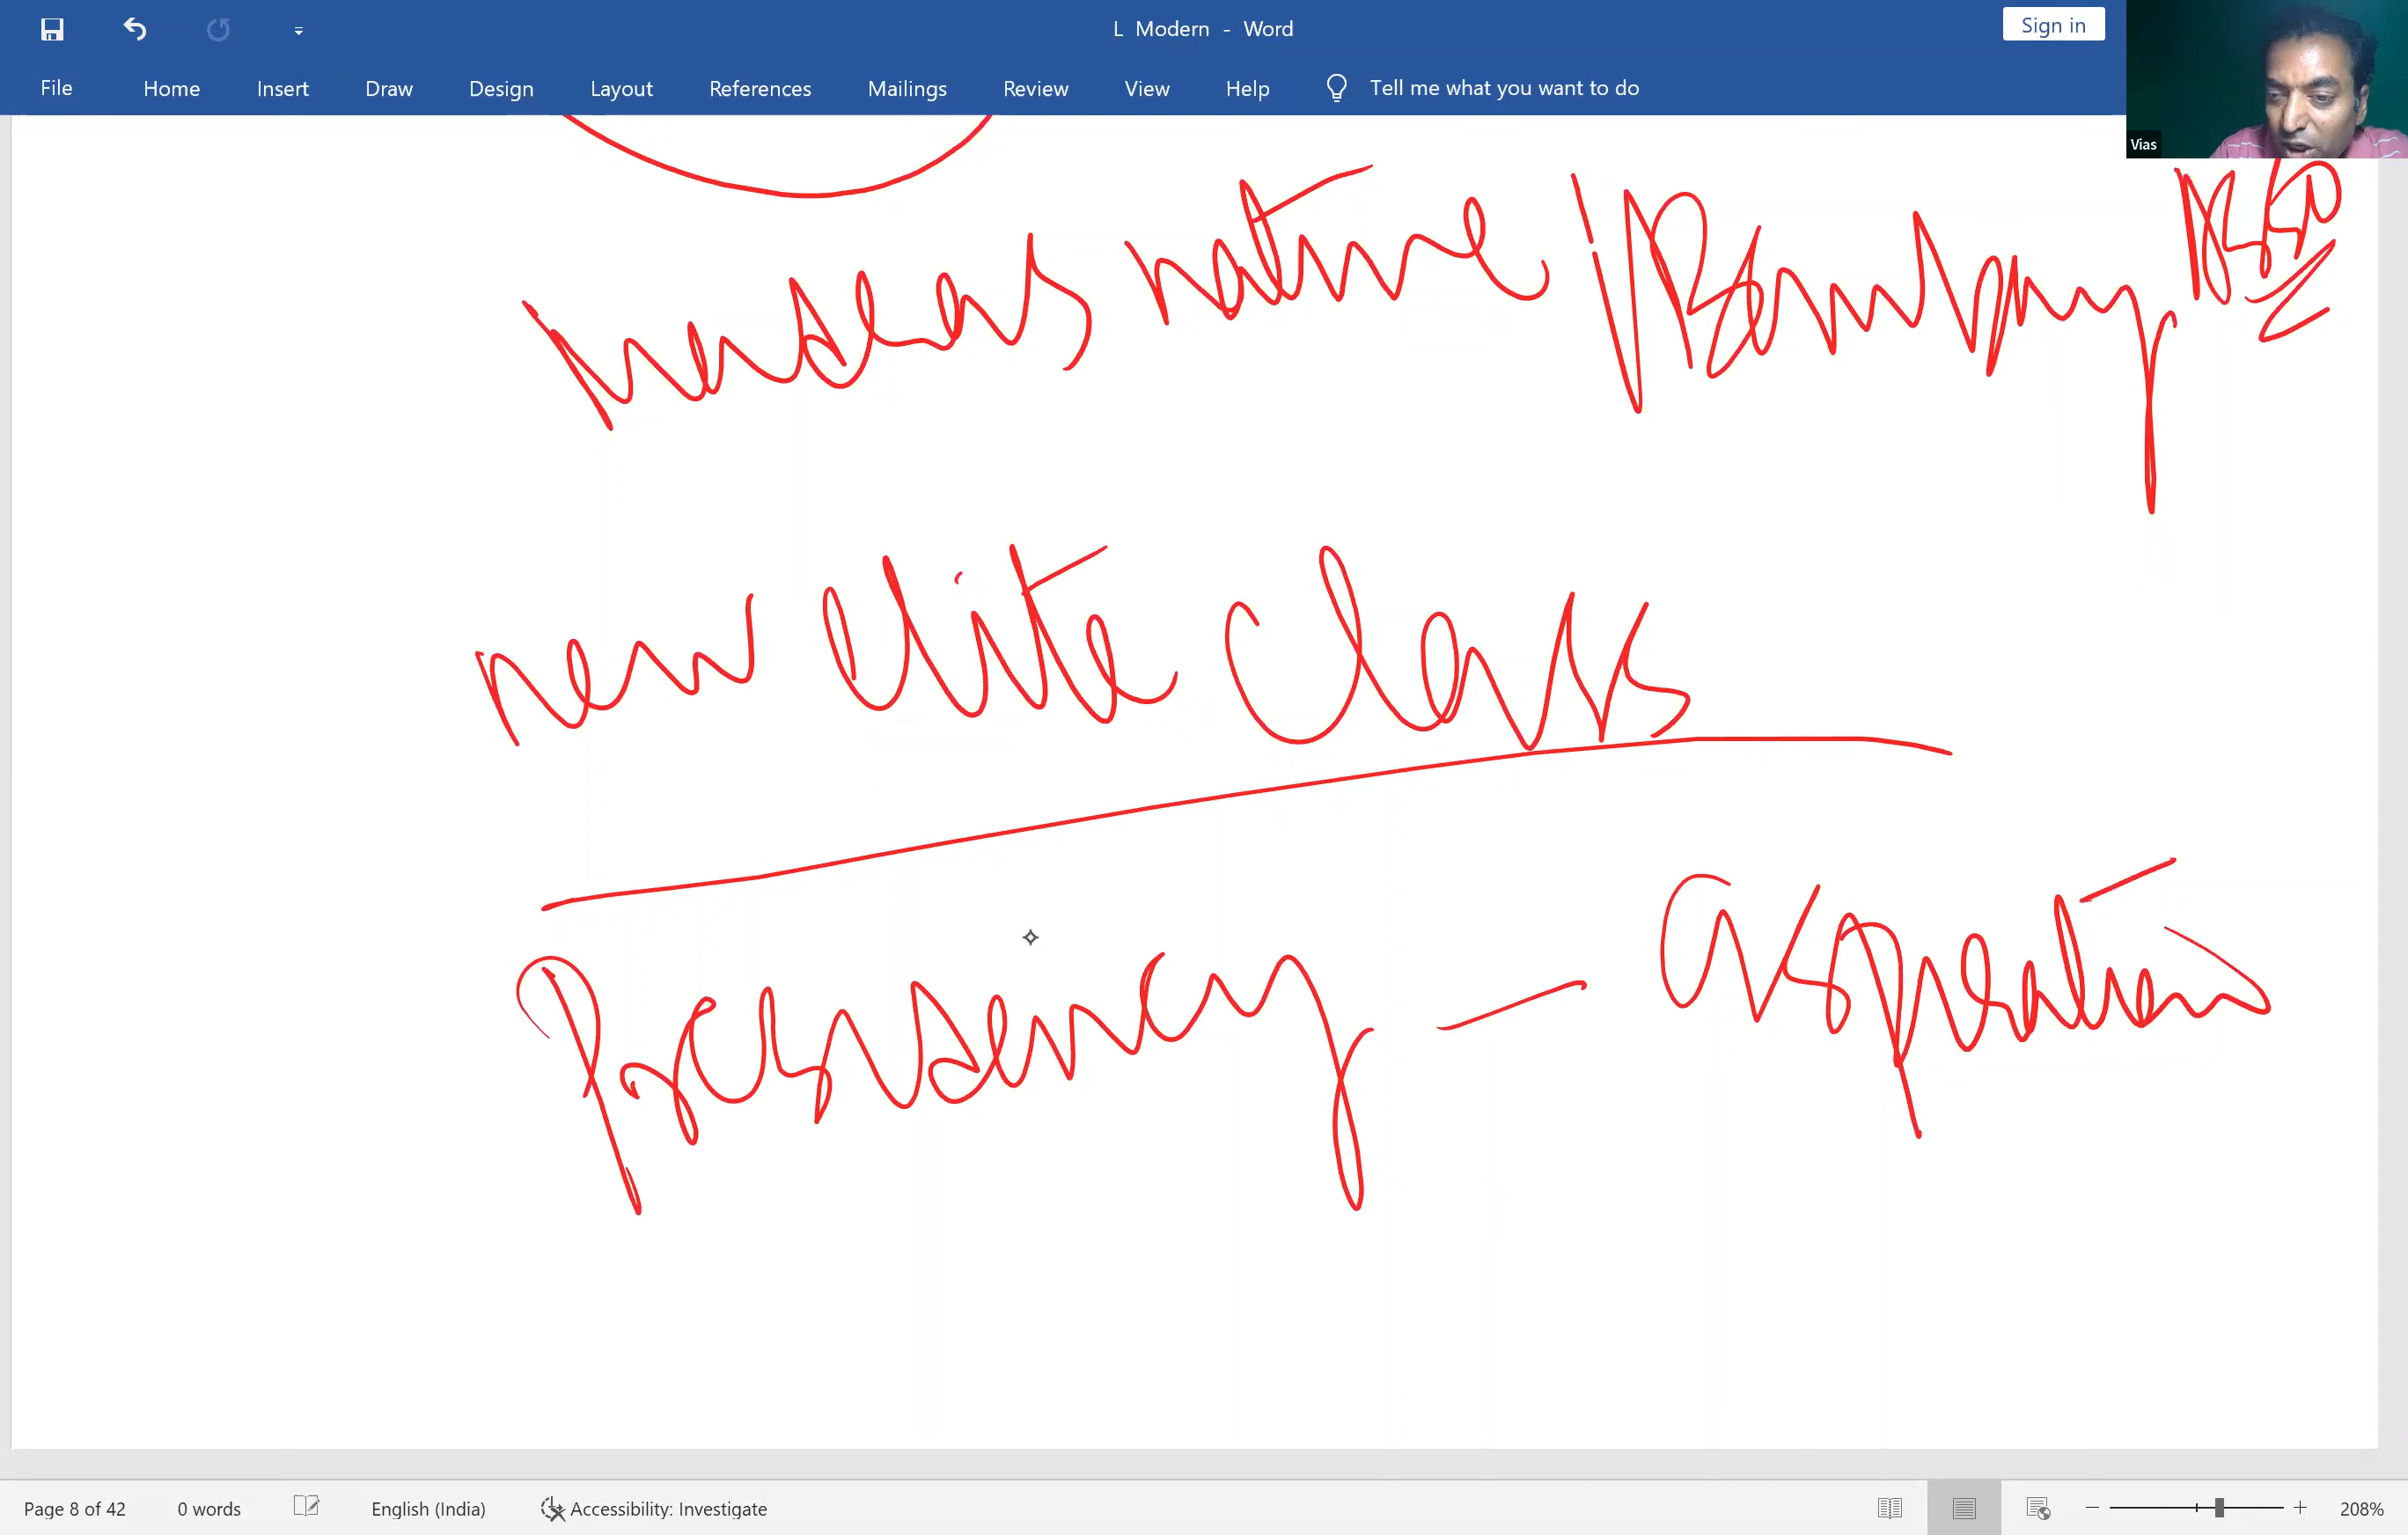 L Modern - Word
Sign in
File Home Insert Draw Design Layout References Mailings Review View Help Tell me what you want to do
Vias
madras native / Bombay Asso
new elite class
Presidency — aspiration
Page 8 of 42 0 words English (India) Accessibility: Investigate 208%